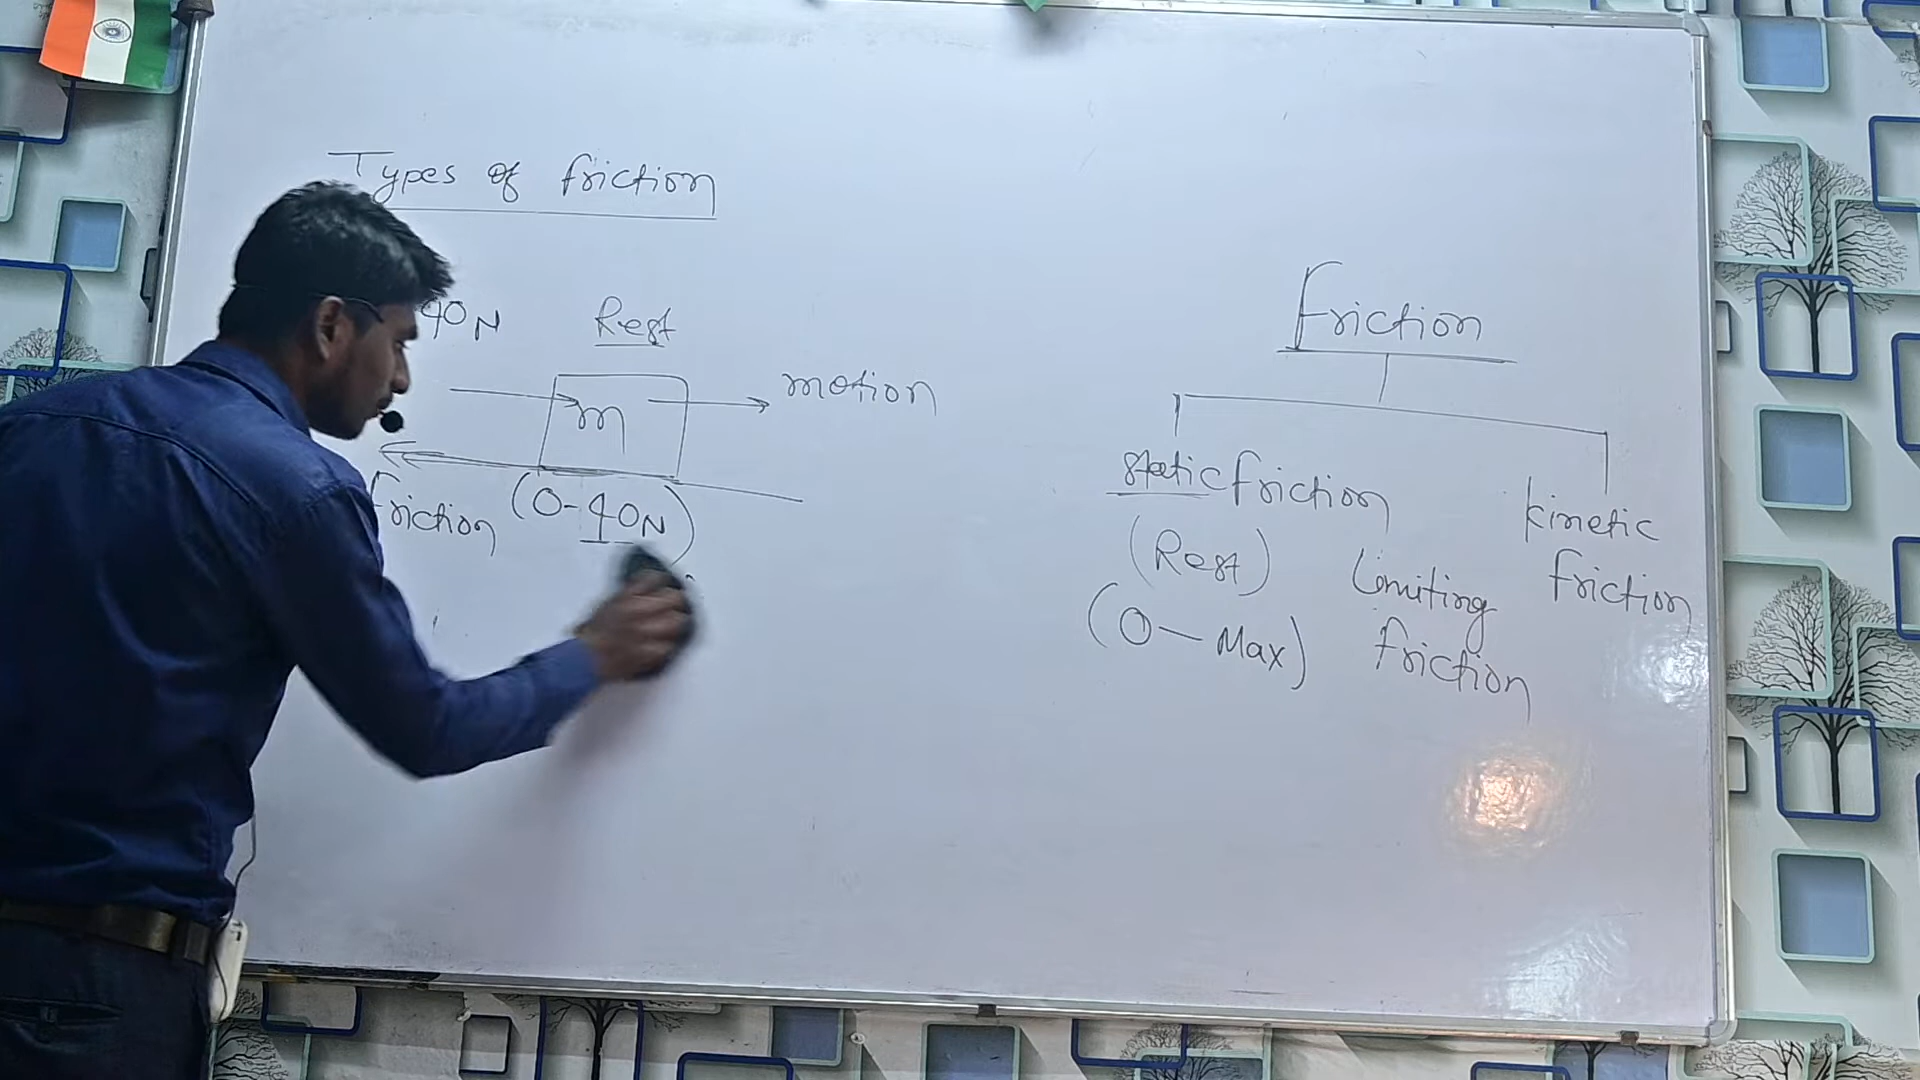 Types of friction
40N Rest
m motion
friction (0-40N)
Friction
static friction
kinetic friction
(Rest)
Limiting friction
(0 — Max)